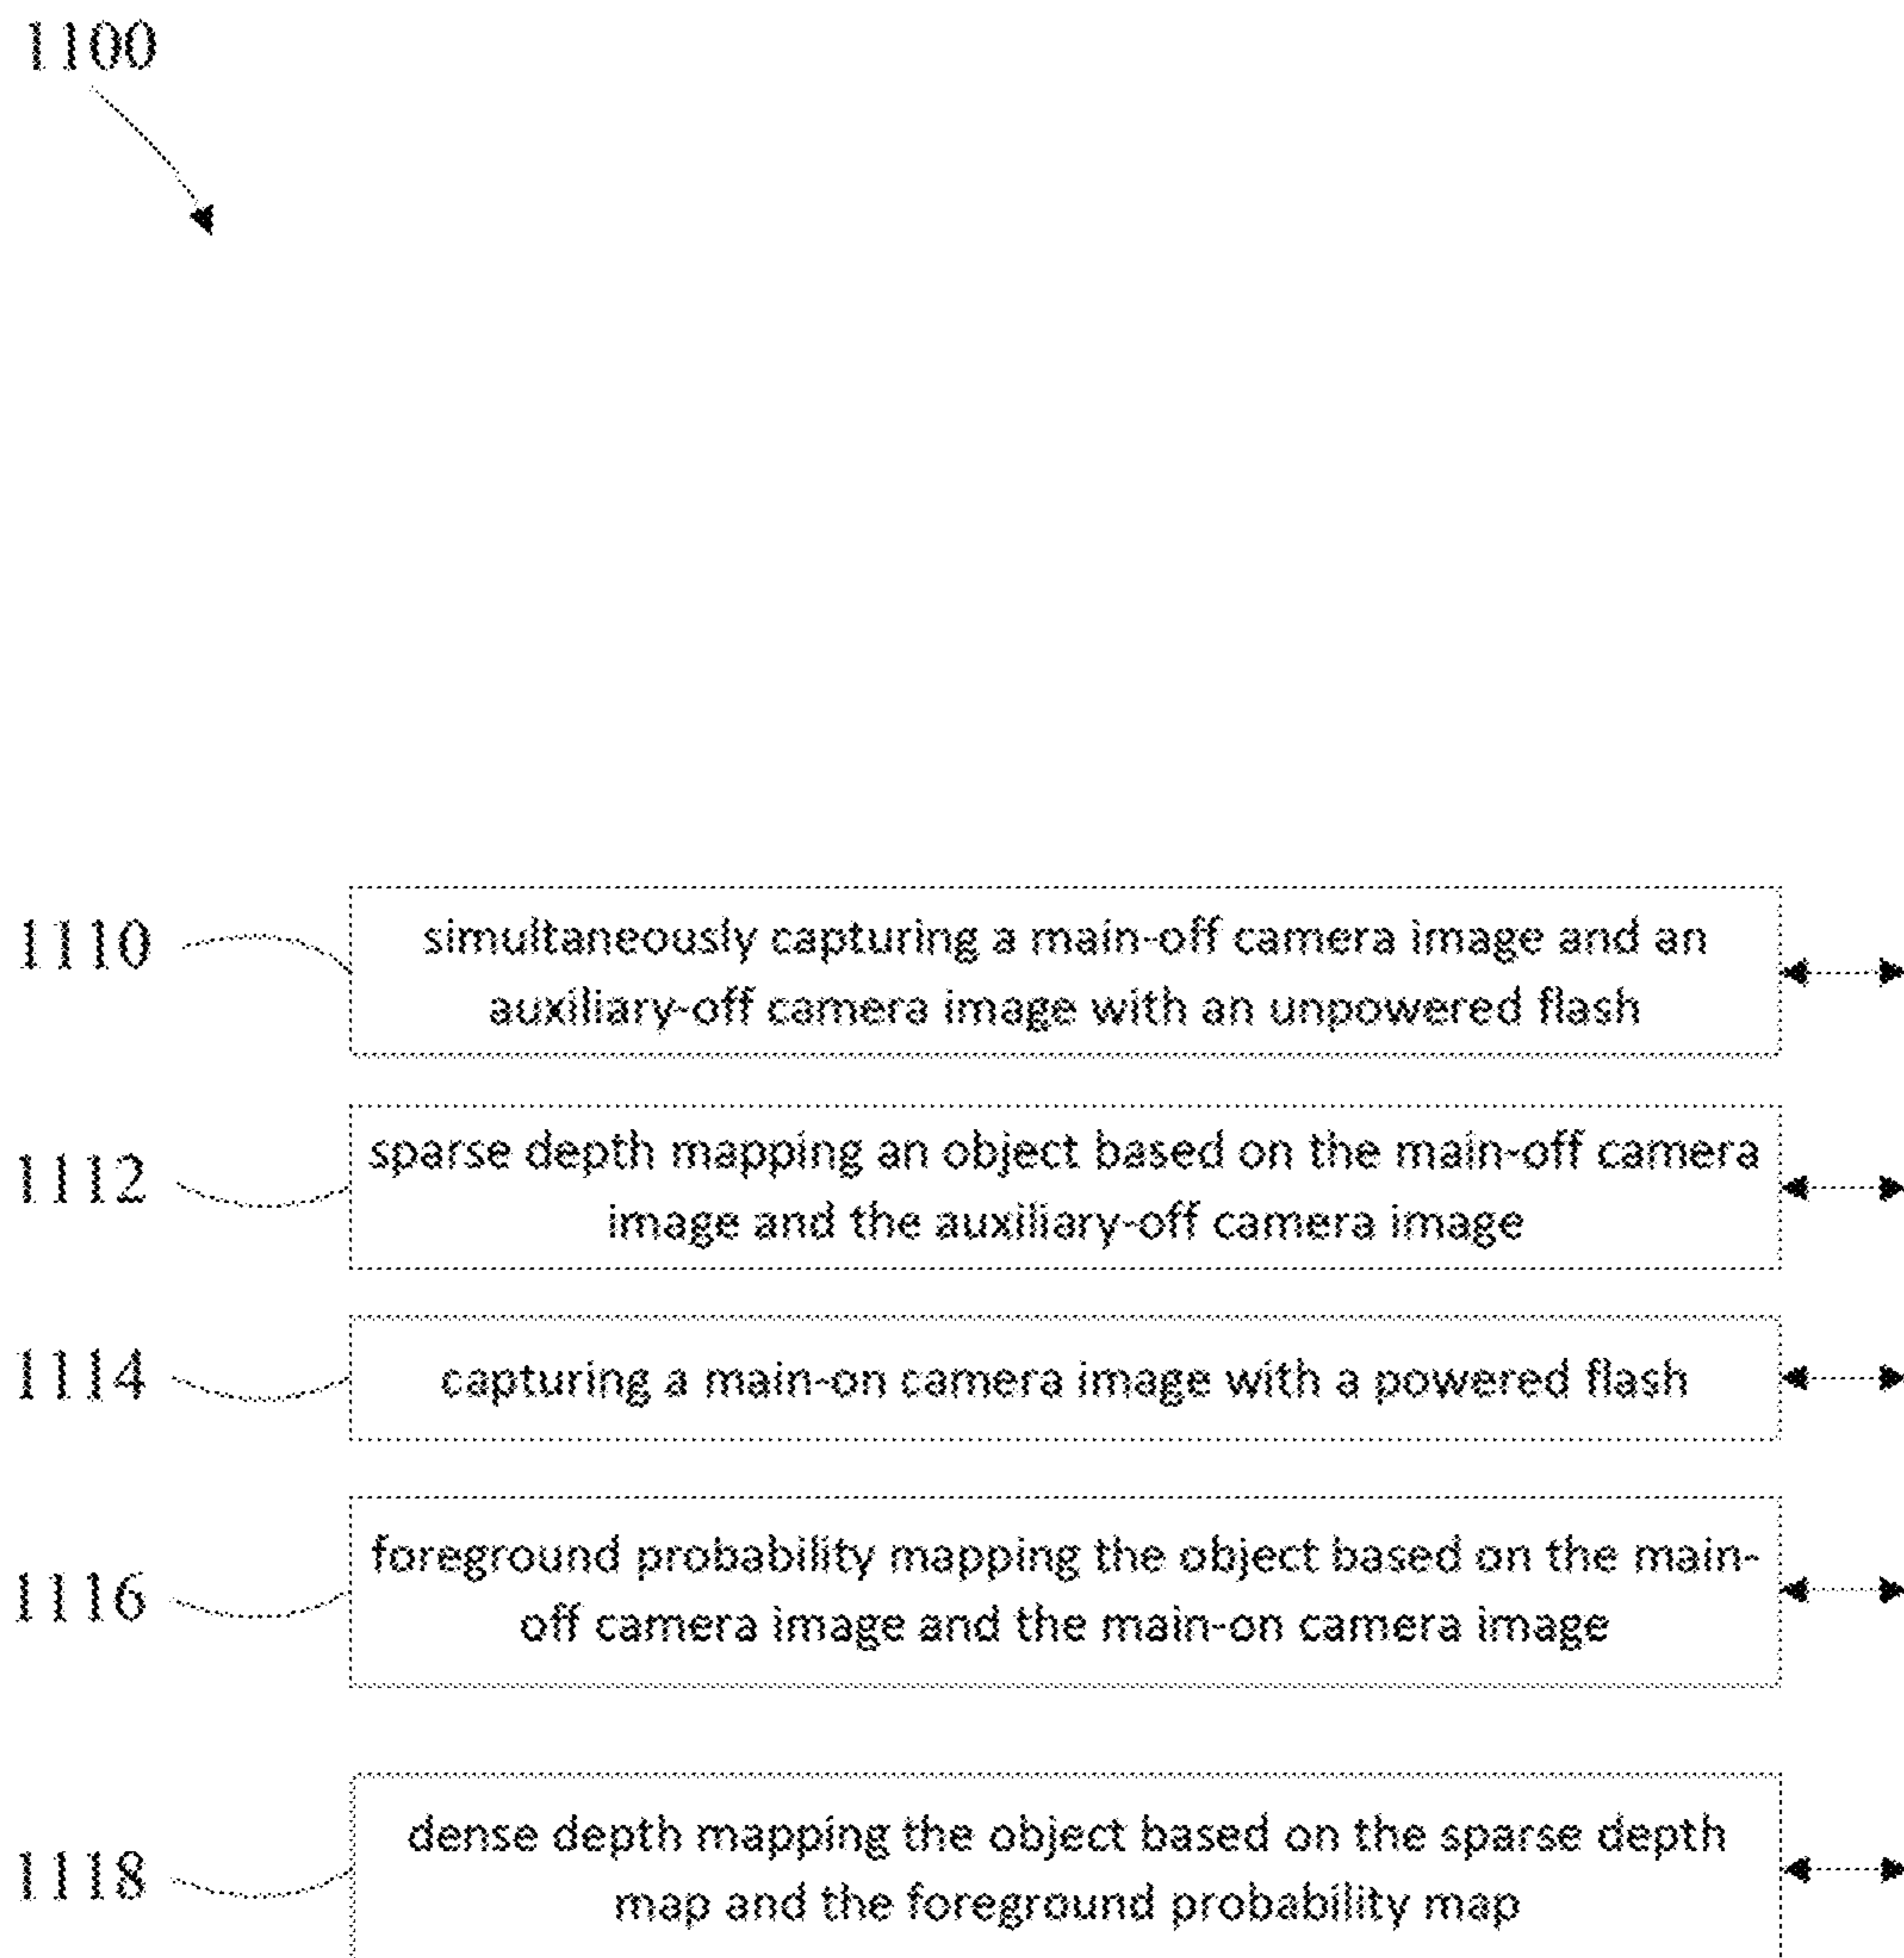 1100
1110
simultaneously capturing a main-off camera image and an
auxiliary-off camera image with an unpowered flash
1112
sparse depth mapping an object based on the main-off camera
image and the auxiliary-off camera image
1114
capturing a main-on camera image with a powered flash
1116
foreground probability mapping the object based on the main-
off camera image and the main-on camera image
1118
dense depth mapping the object based on the sparse depth
map and the foreground probability map